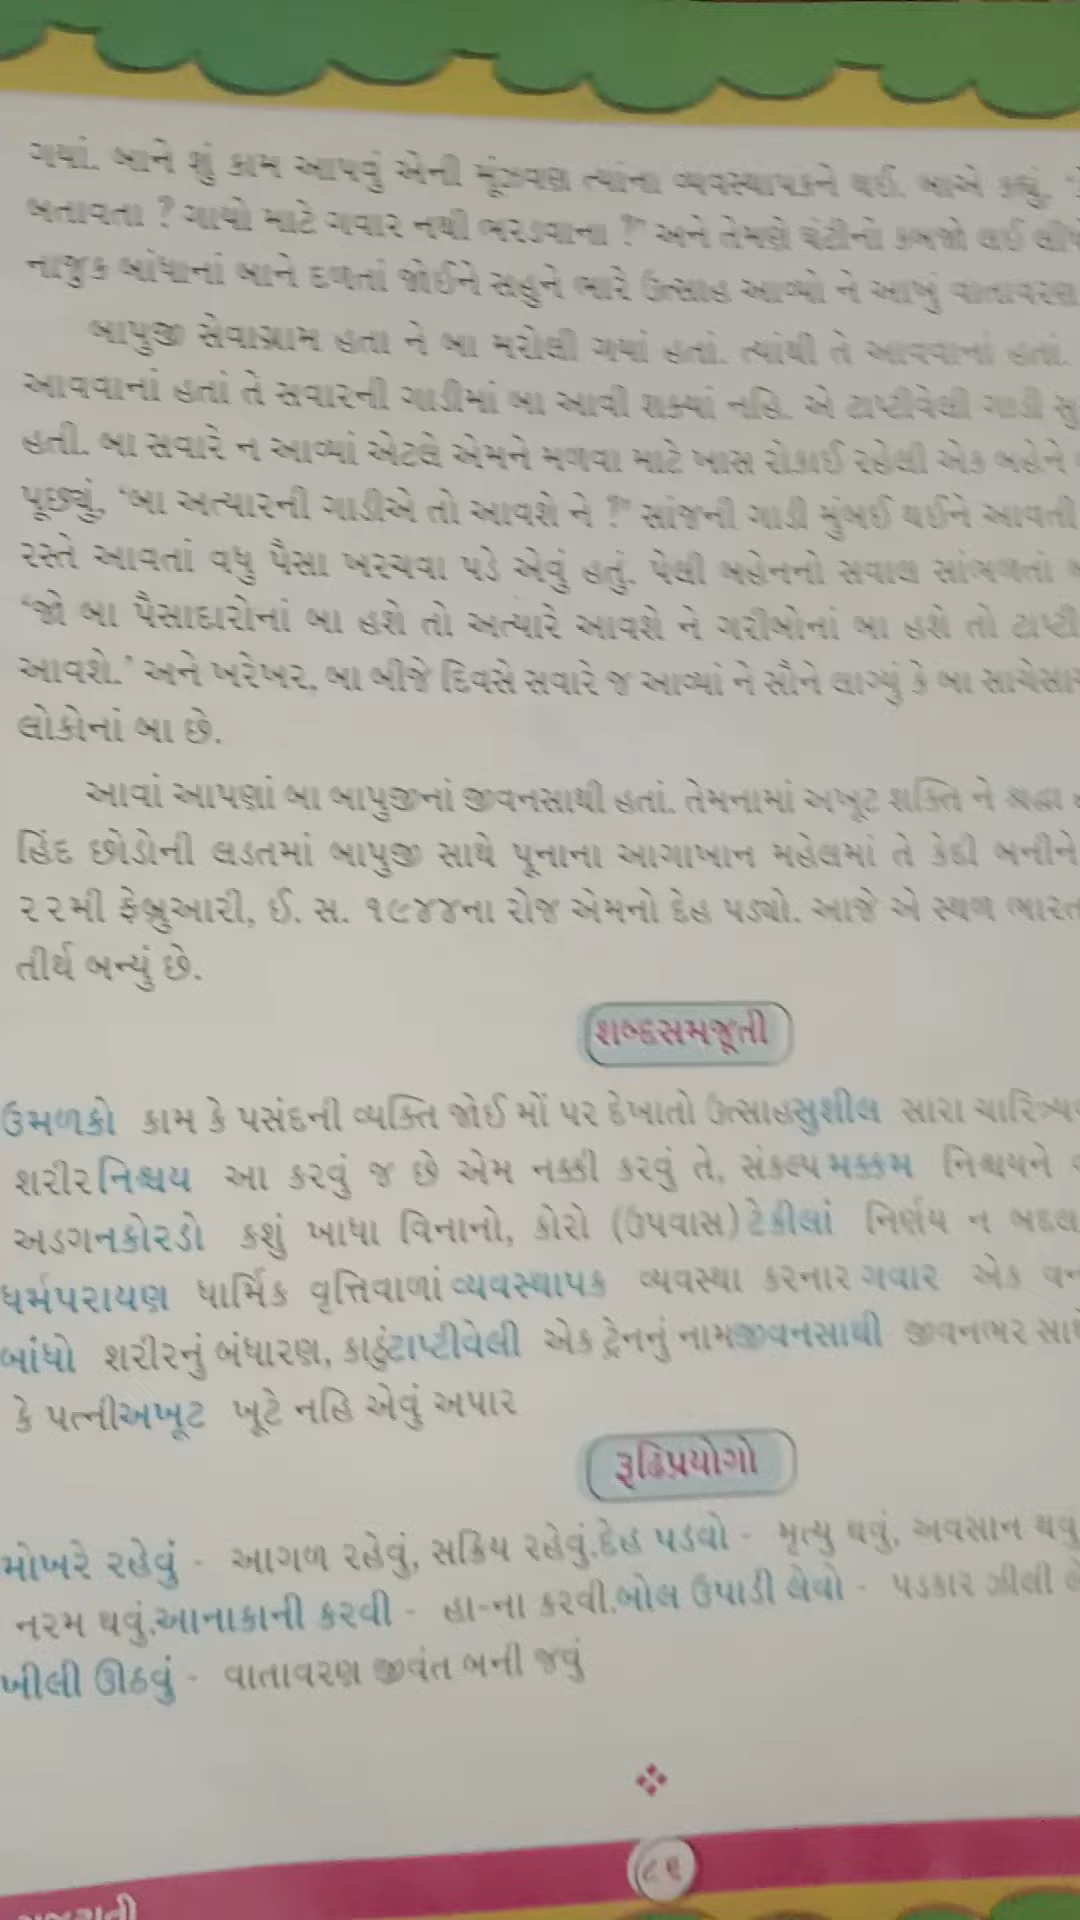 ગયાં. બાને શું કામ આપવું એની મૂંઝવણ ત્યાંના વ્યવસ્થાપકને થઈ. બાએ કહ્યું,
બતાવતા ? ગાયો માટે ગવાર નથી ભરડવાના ?” અને તેમણે ઘંટીનો કબજો લઈ
નાજુક બાંધાનાં બાને દળતાં જોઈને સહુને ભારે ઉત્સાહ આવ્યો ને આખું વાતાવરણ
બાપુજી સેવાગ્રામ હતા ને બા મરોલી ગયાં હતાં. ત્યાંથી તે આવવાનાં હતાં.
આવવાનાં હતાં તે સવારની ગાડીમાં બા આવી શક્યાં નહિ. એ ટાપ્ટીવેલી ગાડી
હતી. બા સવારે ન આવ્યાં એટલે એમને મળવા માટે ખાસ રોકાઈ રહેલી એક બહેને
પૂછ્યું, ‘બા અત્યારની ગાડીએ તો આવશે ને ?” સાંજની ગાડી મુંબઈ થઈને આવતી
રસ્તે આવતાં વધુ પૈસા ખરચવા પડે એવું હતું. પેલી બહેનનો સવાલ સાંભળતાં
‘જો બા પૈસાદારોનાં બા હશે તો અત્યારે આવશે ને ગરીબોનાં બા હશે તો ટાપ્ટી
આવશે.’ અને ખરેખર, બા બીજે દિવસે સવારે જ આવ્યાં ને સૌને લાગ્યું કે બા
લોકોનાં બા છે.
આવાં આપણાં બા બાપુજીનાં જીવનસાથી હતાં. તેમનામાં અખૂટ શક્તિ ને શ્રદ્ધા
હિંદ છોડોની લડતમાં બાપુજી સાથે પૂનાના આગાખાન મહેલમાં તે કેદી બનીને
૨૨મી ફેબ્રુઆરી, ઈ. સ. ૧૯૪૪ના રોજ એમનો દેહ પડ્યો. આજે એ સ્થળ
તીર્થ બન્યું છે.
શબ્દસમજૂતી
ઉમળકો કામ કે પસંદની વ્યક્તિ જોઈ મોં પર દેખાતો ઉત્સાહસુશીલ સારા
શરીરનિશ્ચય આ કરવું જ છે એમ નક્કી કરવું તે, સંકલ્પમક્કમ નિશ્ચયને
અડગનકોરડો કશું ખાધા વિનાનો, કોરો (ઉપવાસ)ટેકીલાં નિર્ણય ન
ધર્મપરાયણ ધાર્મિક વૃત્તિવાળાંવ્યવસ્થાપક વ્યવસ્થા કરનારગવાર એક
બાંધો શરીરનું બંધારણ, કાઠુંટાપ્ટીવેલી એક ટ્રેનનું નામજીવનસાથી જીવનભર
કે પત્નીઅખૂટ ખૂટે નહિ એવું અપાર
રૂઢિપ્રયોગો
મોખરે રહેવું - આગળ રહેવું, સક્રિય રહેવું.દેહ પડવો - મૃત્યુ થવું, અવસાન થવું
નરમ થવું.આનાકાની કરવી - હા-ના કરવી.બોલ ઉપાડી લેવો - પડકાર ઝીલી
ખીલી ઊઠવું - વાતાવરણ જીવંત બની જવું